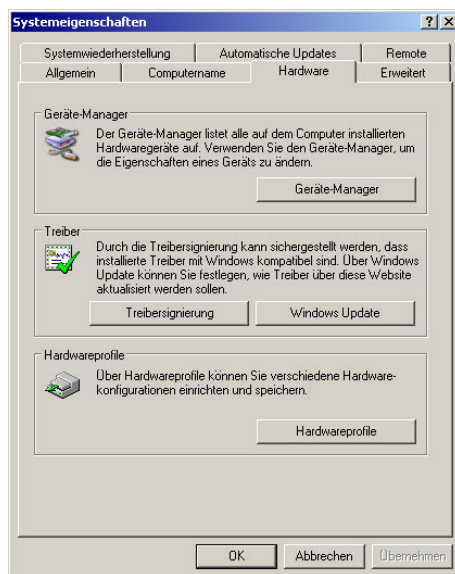 Systemeigenschaften
Systemwiederherstellung Automatische Updates Remote
Allgemein Computername Hardware Erweitert
Geräte-Manager
Der Geräte-Manager listet alle auf dem Computer installierten
Hardwaregeräte auf. Verwenden Sie den Geräte-Manager, um
die Eigenschaften eines Geräts zu ändern.
Geräte-Manager
Treiber
Durch die Treibersignierung kann sichergestellt werden, dass
installierte Treiber mit Windows kompatibel sind. Über Windows
Update können Sie festlegen, wie Treiber über diese Website
aktualisiert werden sollen.
Treibersignierung Windows Update
Hardwareprofile
Über Hardwareprofile können Sie verschiedene Hardware-
konfigurationen einrichten und speichern.
Hardwareprofile
OK Abbrechen Übernehmen